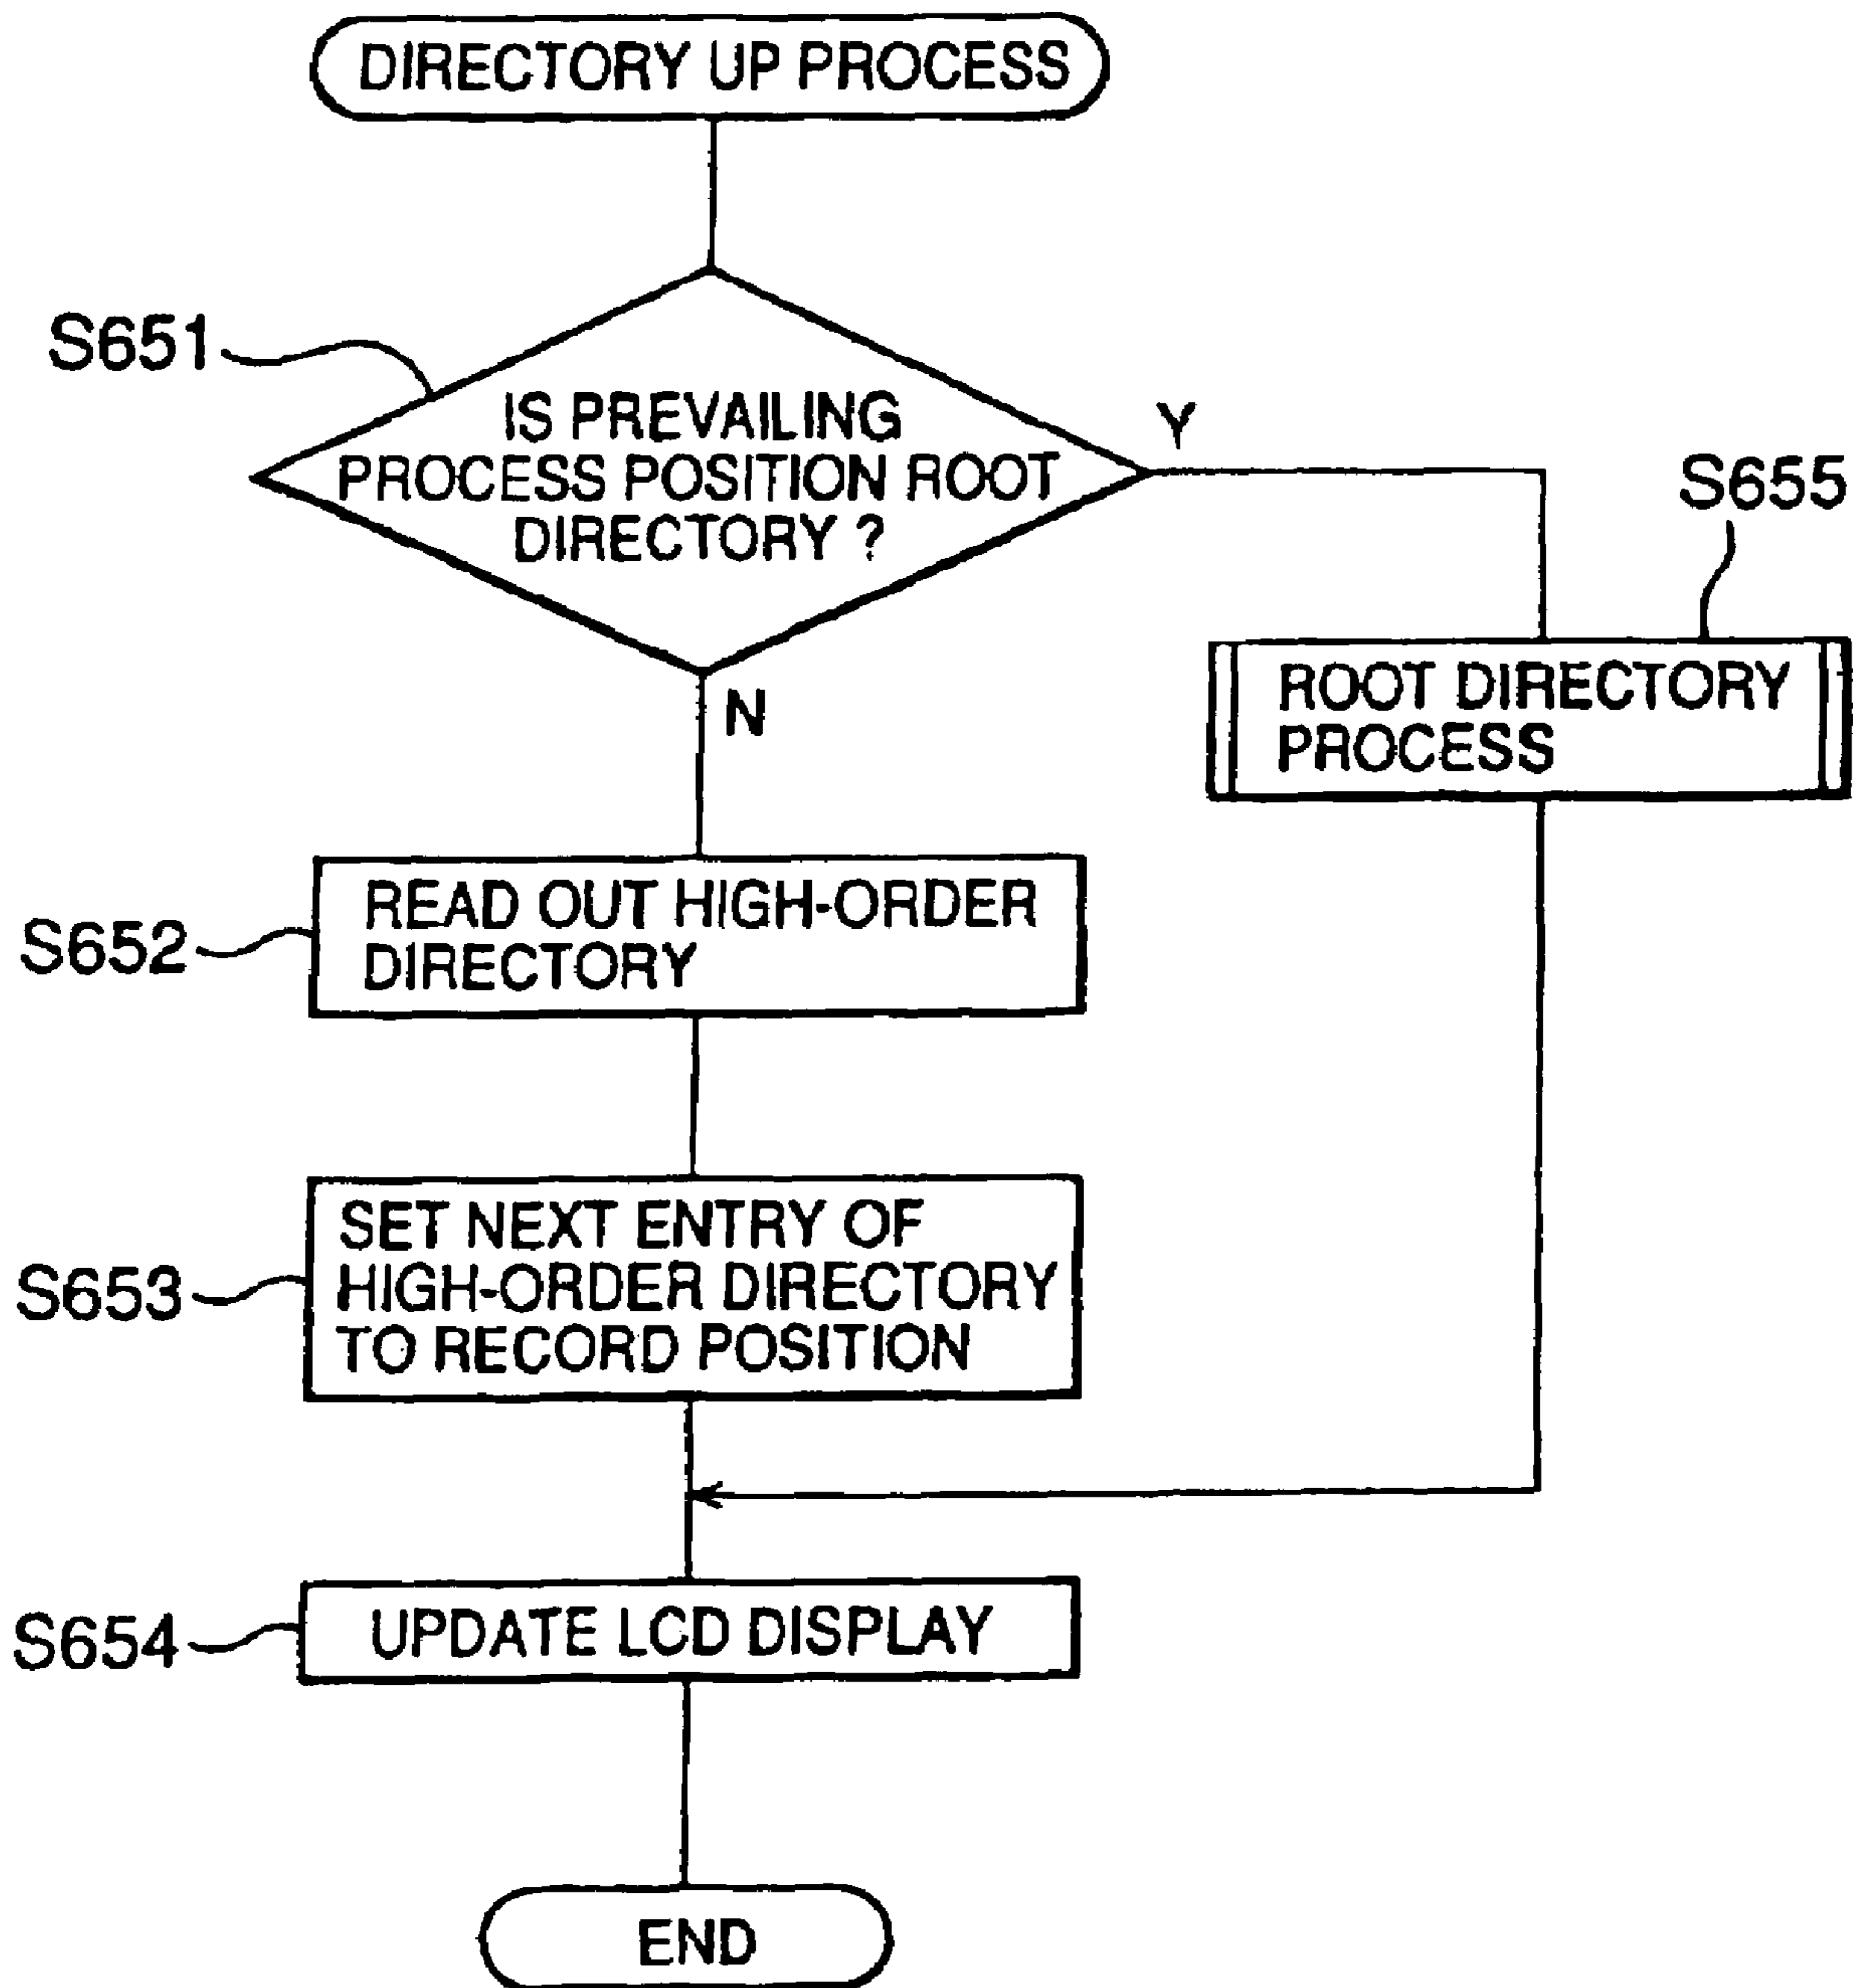 DIRECTORY UP PROCESS
S651
IS PREVAILING
PROCESS POSITION ROOT
DIRECTORY ?
Y
S655
N
ROOT DIRECTORY
PROCESS
S652
READ OUT HIGH-ORDER
DIRECTORY
S653
SET NEXT ENTRY OF
HIGH-ORDER DIRECTORY
TO RECORD POSITION
S654
UPDATE LCD DISPLAY
END